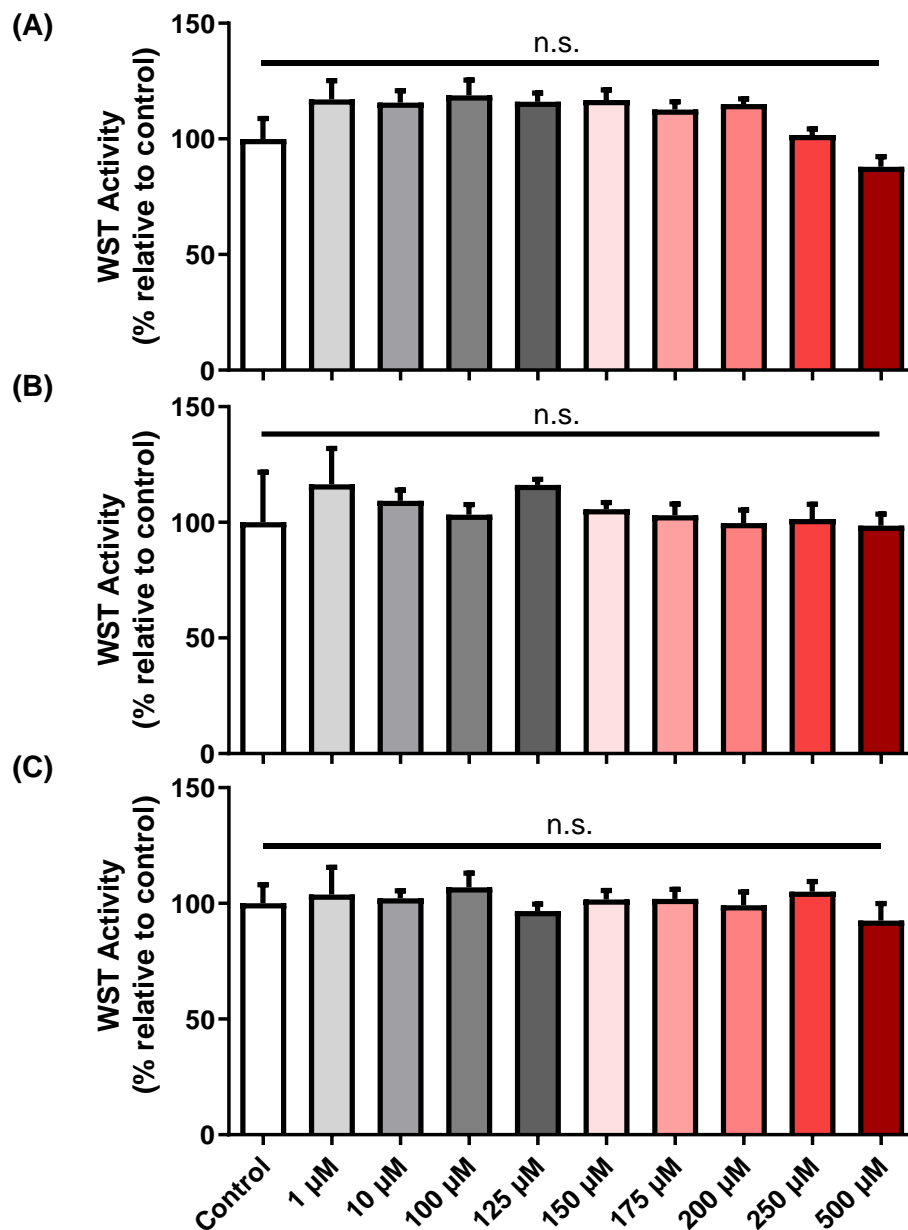 (A)
WST Activity
(% relative to control)
150
100
50
0
n.s.
(B)
WST Activity
(% relative to control)
150
100
50
0
n.s.
(C)
WST Activity
(% relative to control)
150
100
50
0
n.s.
Control
1 µM
10 µM
100 µM
125 µM
150 µM
175 µM
200 µM
250 µM
500 µM